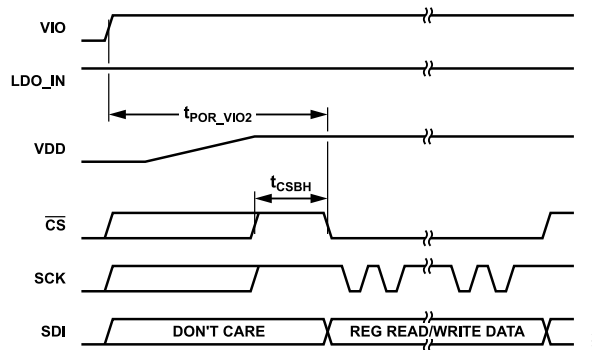 VIO
LDO_IN
tPOR_VIO2
VDD
tCSBH
CS
SCK
SDI
DON'T CARE
REG READ/WRITE DATA